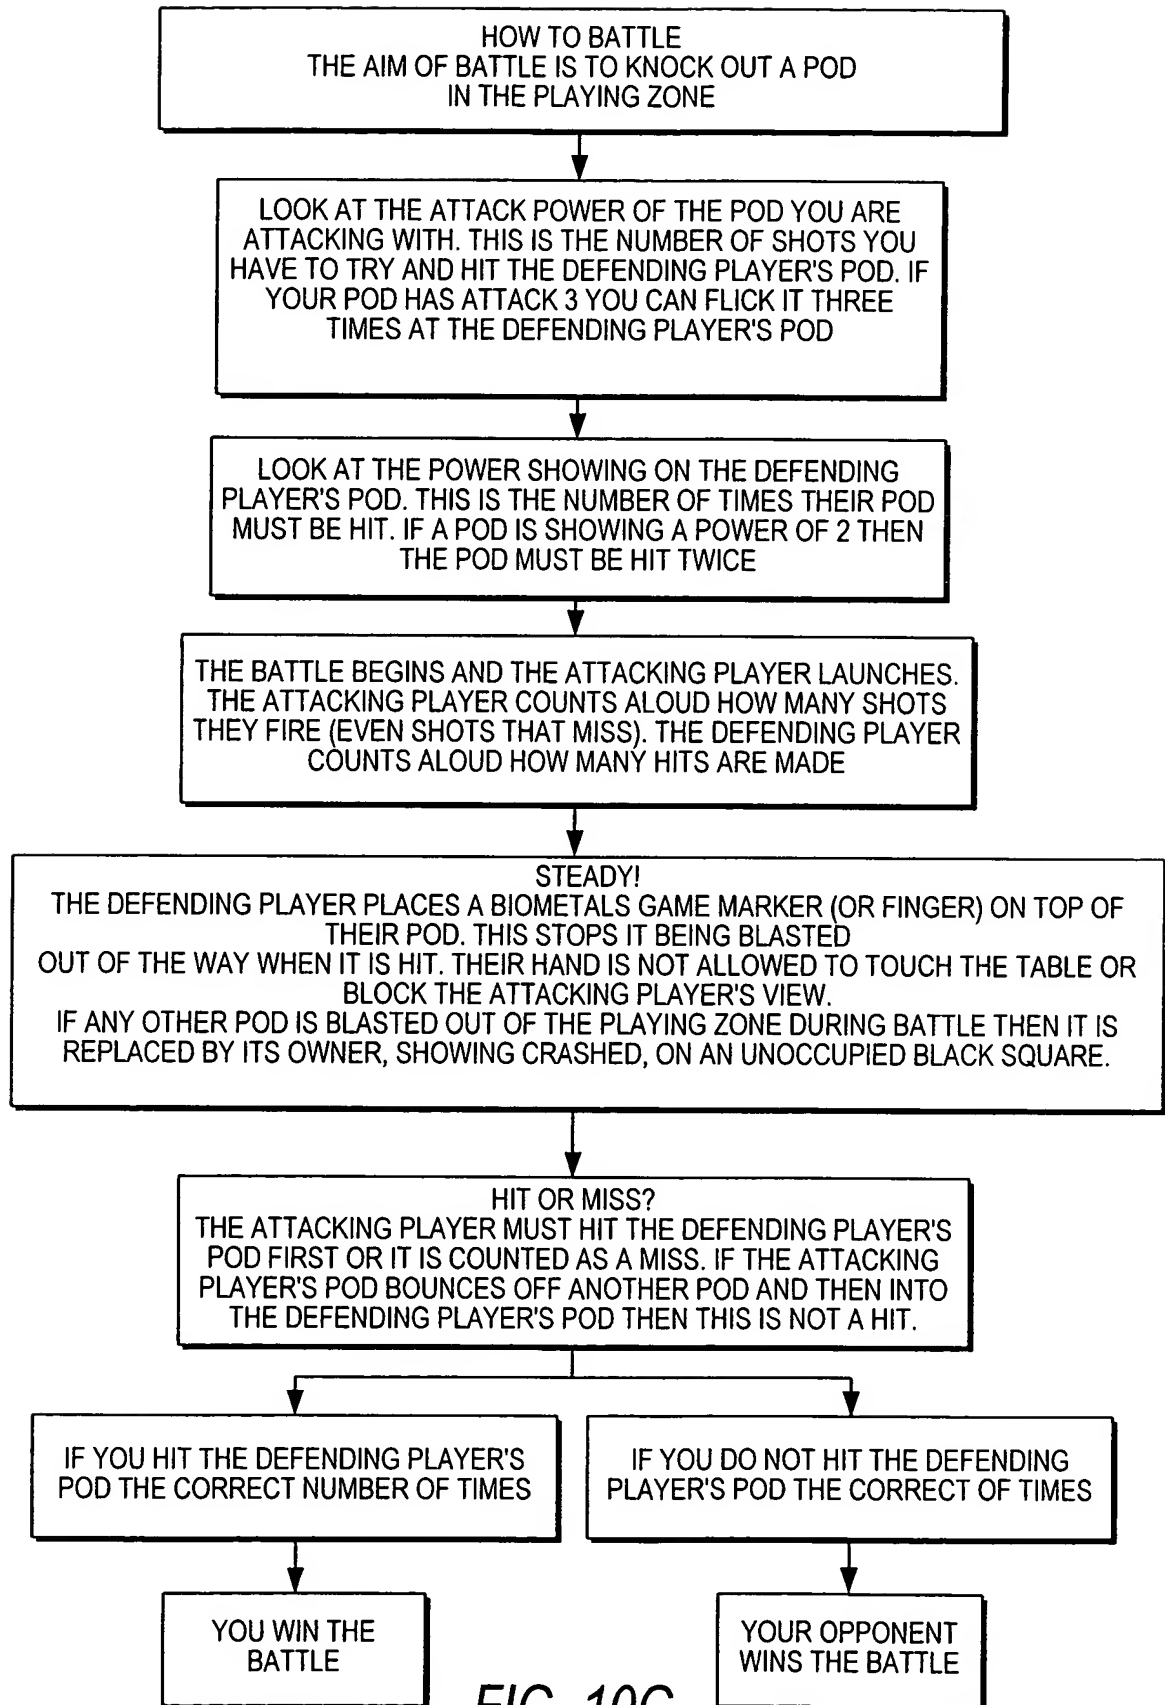 HOW TO BATTLE
THE AIM OF BATTLE IS TO KNOCK OUT A POD
IN THE PLAYING ZONE
LOOK AT THE ATTACK POWER OF THE POD YOU ARE
ATTACKING WITH. THIS IS THE NUMBER OF SHOTS YOU
HAVE TO TRY AND HIT THE DEFENDING PLAYER'S POD. IF
YOUR POD HAS ATTACK 3 YOU CAN FLICK IT THREE
TIMES AT THE DEFENDING PLAYER'S POD
LOOK AT THE POWER SHOWING ON THE DEFENDING
PLAYER'S POD. THIS IS THE NUMBER OF TIMES THEIR POD
MUST BE HIT. IF A POD IS SHOWING A POWER OF 2 THEN
THE POD MUST BE HIT TWICE
THE BATTLE BEGINS AND THE ATTACKING PLAYER LAUNCHES.
THE ATTACKING PLAYER COUNTS ALOUD HOW MANY SHOTS
THEY FIRE (EVEN SHOTS THAT MISS). THE DEFENDING PLAYER
COUNTS ALOUD HOW MANY HITS ARE MADE
STEADY!
THE DEFENDING PLAYER PLACES A BIOMETALS GAME MARKER (OR FINGER) ON TOP OF
THEIR POD. THIS STOPS IT BEING BLASTED
OUT OF THE WAY WHEN IT IS HIT. THEIR HAND IS NOT ALLOWED TO TOUCH THE TABLE OR
BLOCK THE ATTACKING PLAYER'S VIEW.
IF ANY OTHER POD IS BLASTED OUT OF THE PLAYING ZONE DURING BATTLE THEN IT IS
REPLACED BY ITS OWNER, SHOWING CRASHED, ON AN UNOCCUPIED BLACK SQUARE.
HIT OR MISS?
THE ATTACKING PLAYER MUST HIT THE DEFENDING PLAYER'S
POD FIRST OR IT IS COUNTED AS A MISS. IF THE ATTACKING
PLAYER'S POD BOUNCES OFF ANOTHER POD AND THEN INTO
THE DEFENDING PLAYER'S POD THEN THIS IS NOT A HIT.
IF YOU HIT THE DEFENDING PLAYER'S
POD THE CORRECT NUMBER OF TIMES
IF YOU DO NOT HIT THE DEFENDING
PLAYER'S POD THE CORRECT OF TIMES
YOU WIN THE
BATTLE
YOUR OPPONENT
WINS THE BATTLE
FIG. 10C